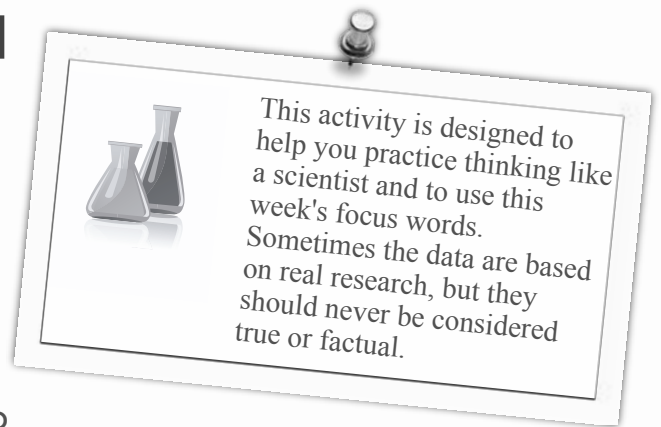 This activity is designed to
help you practice thinking like
a scientist and to use this
week's focus words.
Sometimes the data are based
on real research, but they
should never be considered
true or factual.